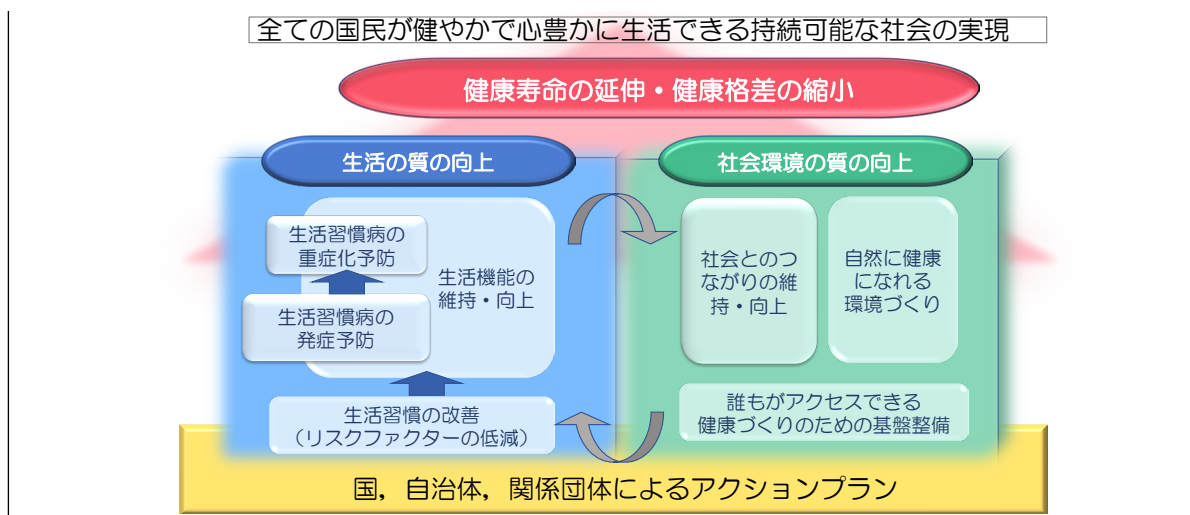 全ての国民が健やかで心豊かに生活できる持続可能な社会の実現
健康寿命の延伸・健康格差の縮小
生活の質の向上
生活習慣病の
重症化予防
生活習慣病の
発症予防
生活機能の
維持・向上
生活習慣の改善
（リスクファクターの低減）
社会環境の質の向上
社会とのつ
ながりの維
持・向上
自然に健康
になれる
環境づくり
誰もがアクセスできる
健康づくりのための基盤整備
国，自治体，関係団体によるアクションプラン